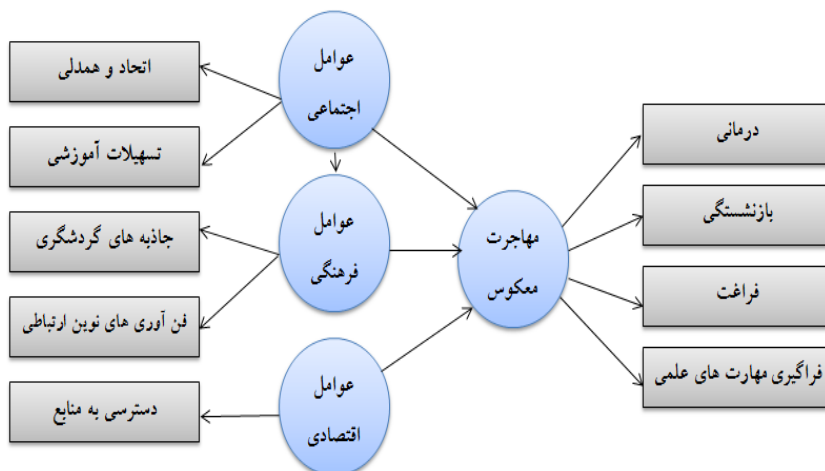 عوامل
اجتماعی
اتحاد و همدلی
تسهیلات آموزشی
عوامل
فرهنگی
جاذبه های گردشگری
فن آوری های نوین ارتباطی
عوامل
اقتصادی
دسترسی به منابع
مهاجرت
معکوس
درمانی
بازنشستگی
فراغت
فراگیری مهارت های علمی